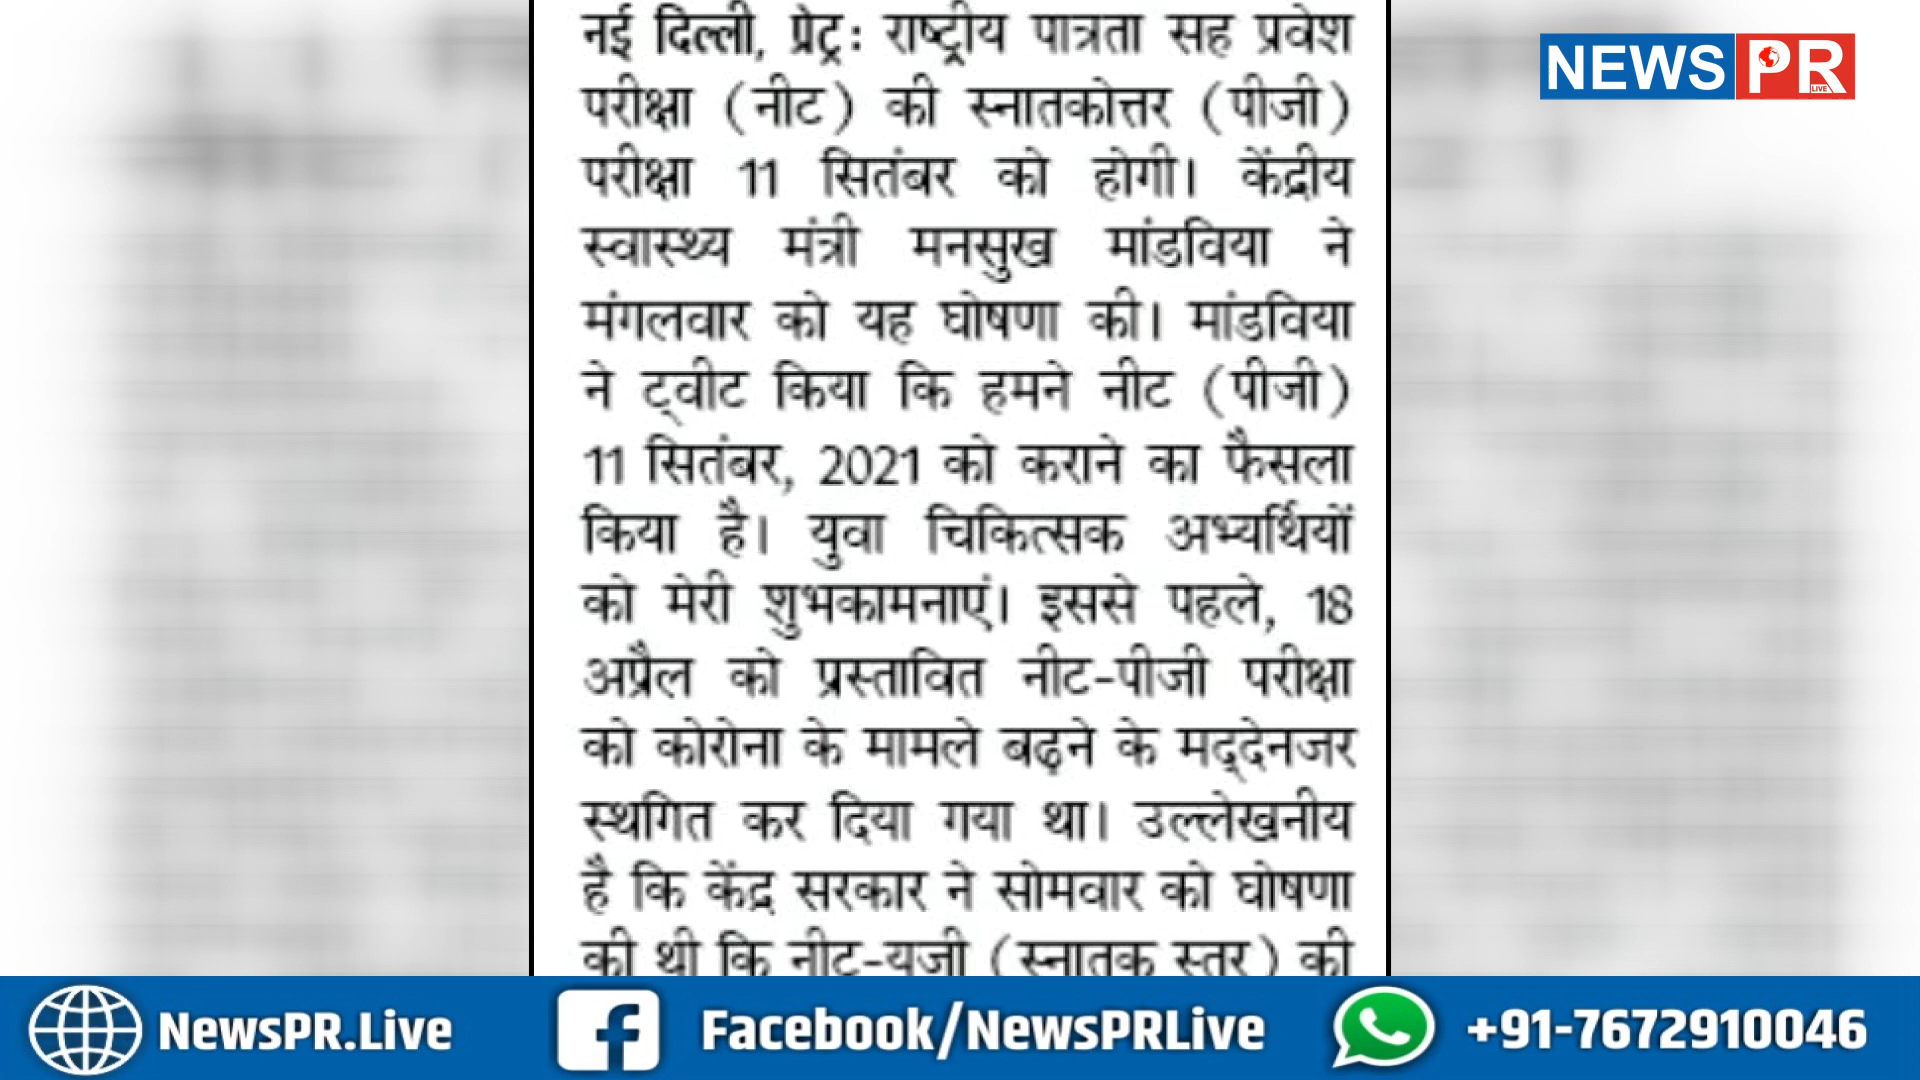 नई दिल्ली, प्रेट्र: राष्ट्रीय पात्रता सह प्रवेश
परीक्षा (नीट) की स्नातकोत्तर (पीजी)
परीक्षा 11 सितंबर को होगी। केंद्रीय
स्वास्थ्य मंत्री मनसुख मांडविया ने
मंगलवार को यह घोषणा की। मांडविया
ने ट्वीट किया कि हमने नीट (पीजी)
11 सितंबर, 2021 को कराने का फैसला
किया है। युवा चिकित्सक अभ्यर्थियों
को मेरी शुभकामनाएं। इससे पहले, 18
अप्रैल को प्रस्तावित नीट-पीजी परीक्षा
को कोरोना के मामले बढ़ने के मद्देनजर
स्थगित कर दिया गया था। उल्लेखनीय
है कि केंद्र सरकार ने सोमवार को घोषणा
की थी कि नीट-यूजी (स्नातक स्तर) की
NEWS PR LIVE
NewsPR.Live
Facebook/NewsPRLive
+91-7672910046